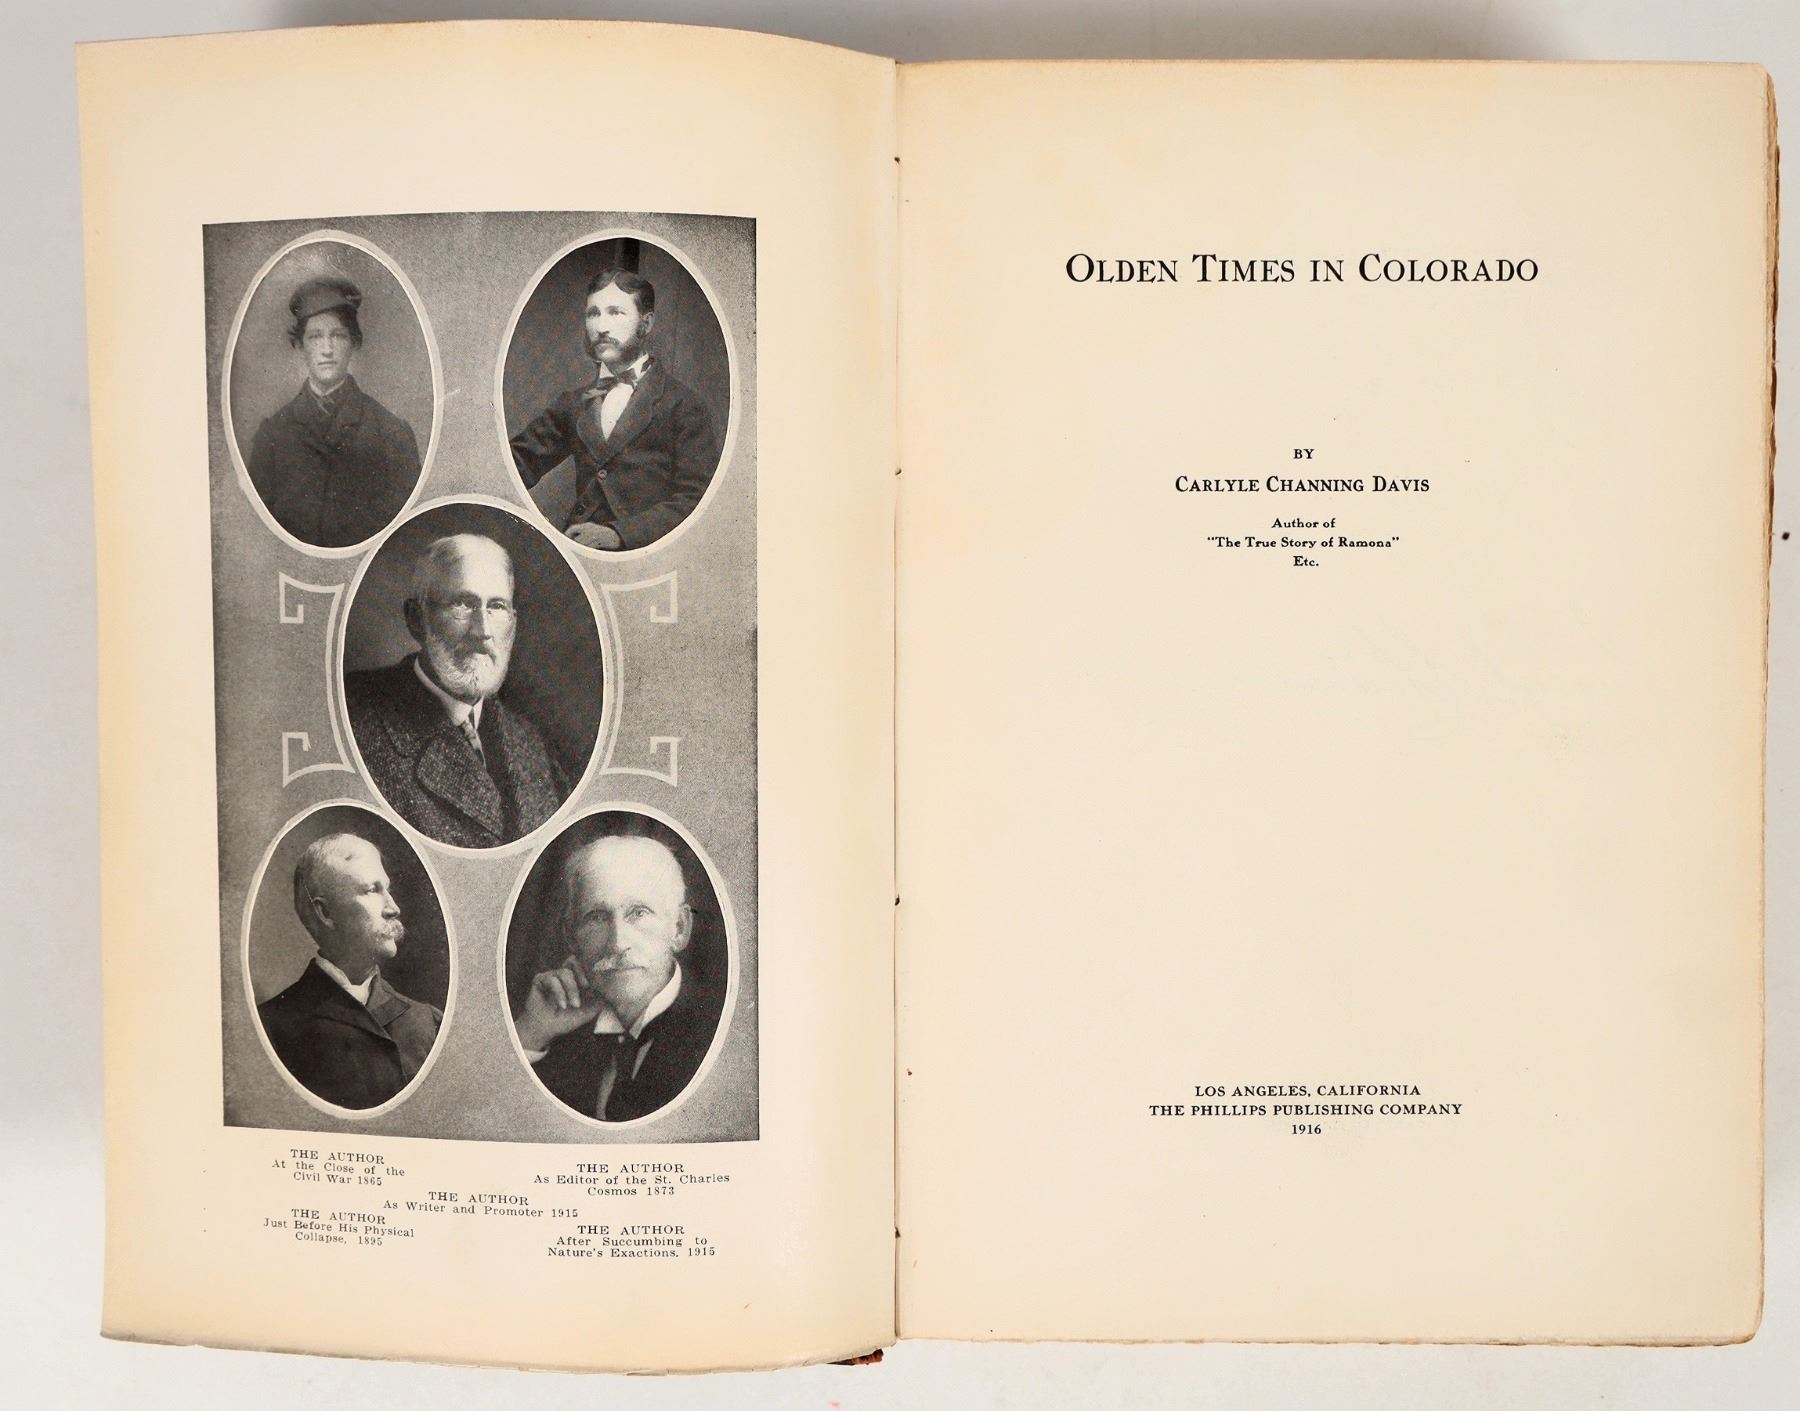 THE AUTHOR
At the Close of the
Civil War 1865
THE AUTHOR
As Editor of the St. Charles
Cosmos 1873
THE AUTHOR
As Writer and Promoter 1915
THE AUTHOR
Just Before His Physical
Collapse, 1895
THE AUTHOR
After Succumbing to
Nature's Exactions. 1915
OLDEN TIMES IN COLORADO
BY
CARLYLE CHANNING DAVIS
Author of
"The True Story of Ramona"
Etc.
LOS ANGELES, CALIFORNIA
THE PHILLIPS PUBLISHING COMPANY
1916